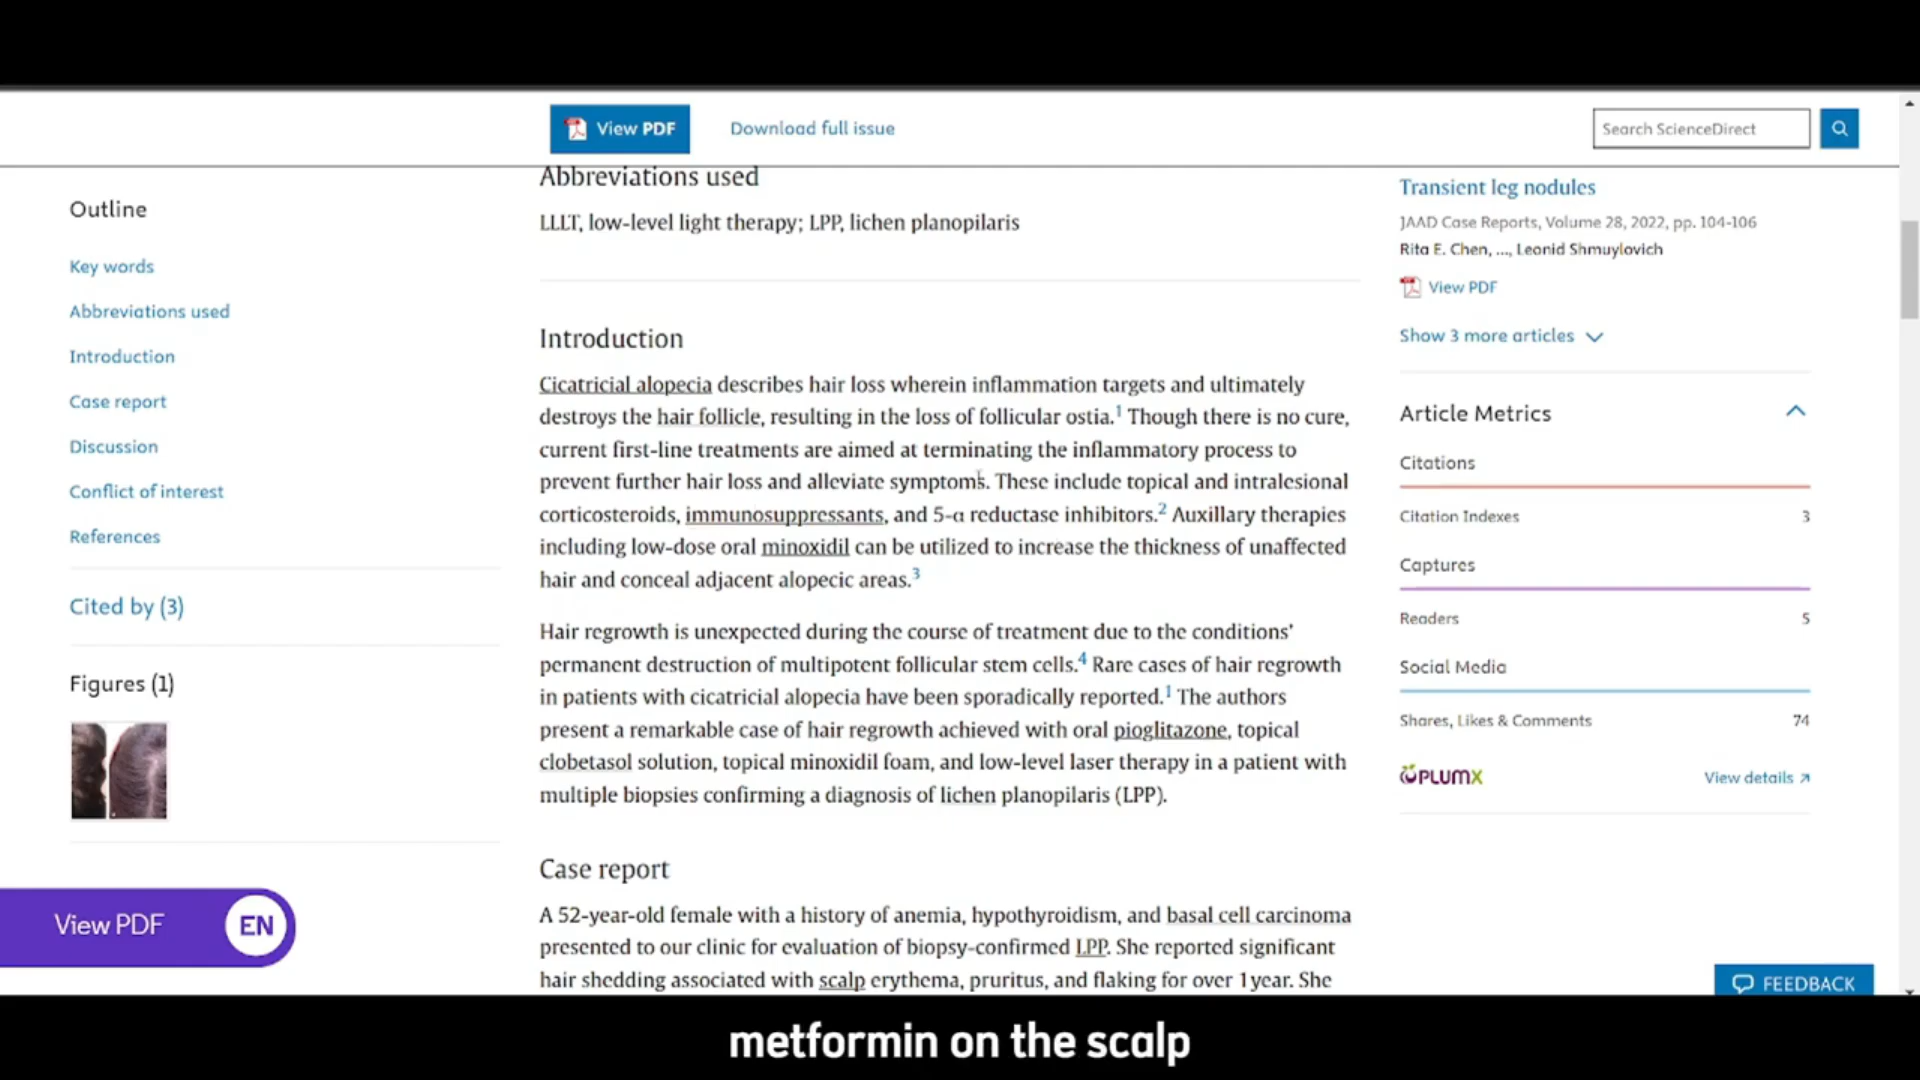 View PDF
Download full issue
Search ScienceDirect
Outline
Key words
Abbreviations used
Introduction
Case report
Discussion
Conflict of interest
References
Cited by (3)
Figures (1)
View PDF
EN
Abbreviations used
LLLT, low-level light therapy; LPP, lichen planopilaris
Introduction
Cicatricial alopecia describes hair loss wherein inflammation targets and ultimately
destroys the hair follicle, resulting in the loss of follicular ostia.1 Though there is no cure,
current first-line treatments are aimed at terminating the inflammatory process to
prevent further hair loss and alleviate symptoms. These include topical and intralesional
corticosteroids, immunosuppressants, and 5-α reductase inhibitors.2 Auxillary therapies
including low-dose oral minoxidil can be utilized to increase the thickness of unaffected
hair and conceal adjacent alopecic areas.3
Hair regrowth is unexpected during the course of treatment due to the conditions'
permanent destruction of multipotent follicular stem cells.4 Rare cases of hair regrowth
in patients with cicatricial alopecia have been sporadically reported.1 The authors
present a remarkable case of hair regrowth achieved with oral pioglitazone, topical
clobetasol solution, topical minoxidil foam, and low-level laser therapy in a patient with
multiple biopsies confirming a diagnosis of lichen planopilaris (LPP).
Case report
A 52-year-old female with a history of anemia, hypothyroidism, and basal cell carcinoma
presented to our clinic for evaluation of biopsy-confirmed LPP. She reported significant
hair shedding associated with scalp erythema, pruritus, and flaking for over 1 year. She
Transient leg nodules
JAAD Case Reports, Volume 28, 2022, pp. 104-106
Rita E. Chen, ..., Leonid Shmuylovich
View PDF
Show 3 more articles
Article Metrics
Citations
Citation Indexes 3
Captures
Readers 5
Social Media
Shares, Likes & Comments 74
PLUMX View details
FEEDBACK
metformin on the scalp